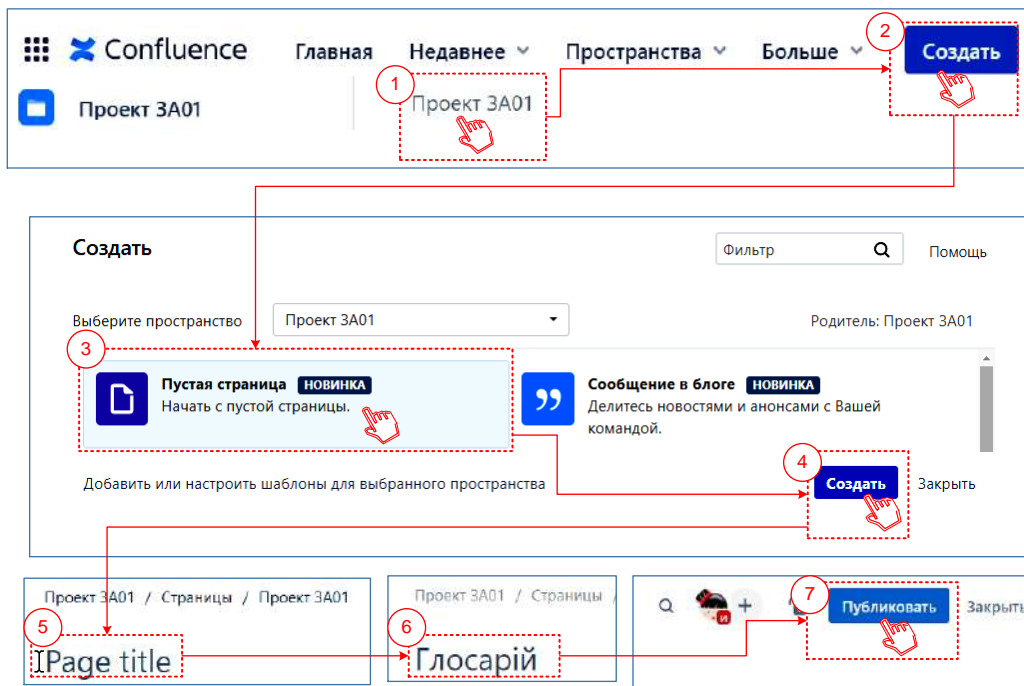 Confluence Главная Недавнее Пространства Больше 2 Создать
Проект 3А01 1 Проект 3А01
Создать Фильтр Помощь
Выберите пространство Проект 3А01 Родитель: Проект 3А01
3
Пустая страница НОВИНКА Сообщение в блоге НОВИНКА
Начать с пустой страницы. Делитесь новостями и анонсами с Вашей
командой.
4
Добавить или настроить шаблоны для выбранного пространства Создать Закрыть
Проект 3А01 / Страницы / Проект 3А01 Проект 3А01 / Страницы / 7 Публиковать Закрыть
5 6
Page title Глосарій
и